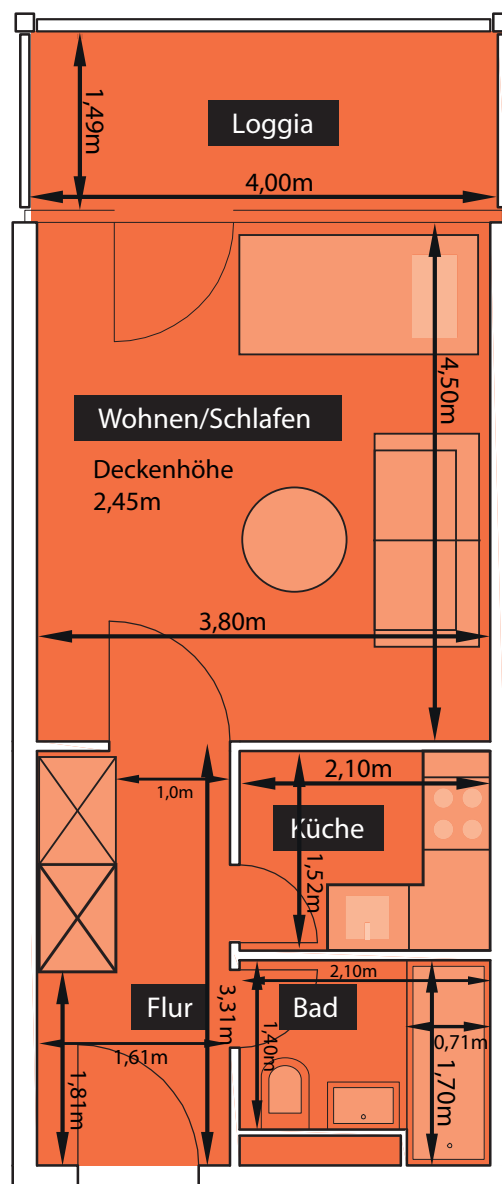 1,49m
Loggia
4,00m
4,50m
Wohnen/Schlafen
Deckenhöhe
2,45m
3,80m
1,0m
2,10m
Küche
1,52m
2,10m
Flur
3,31m
Bad
1,40m
0,71m
1,61m
1,81m
1,70m